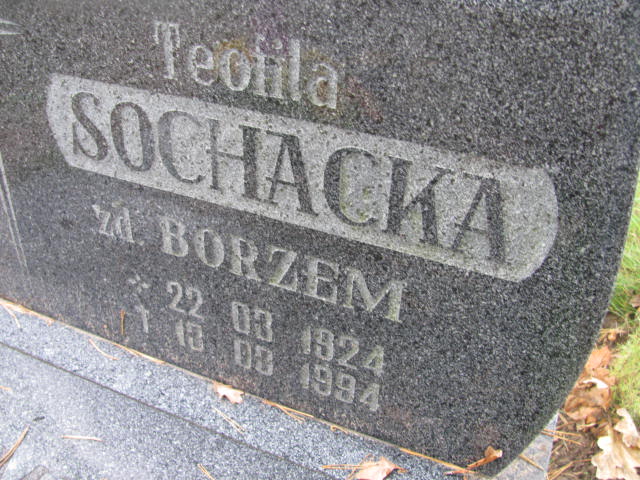 Teofila
SOCHACKA
zd. BORZEM
* 22 03 1924
† 10 08 1994